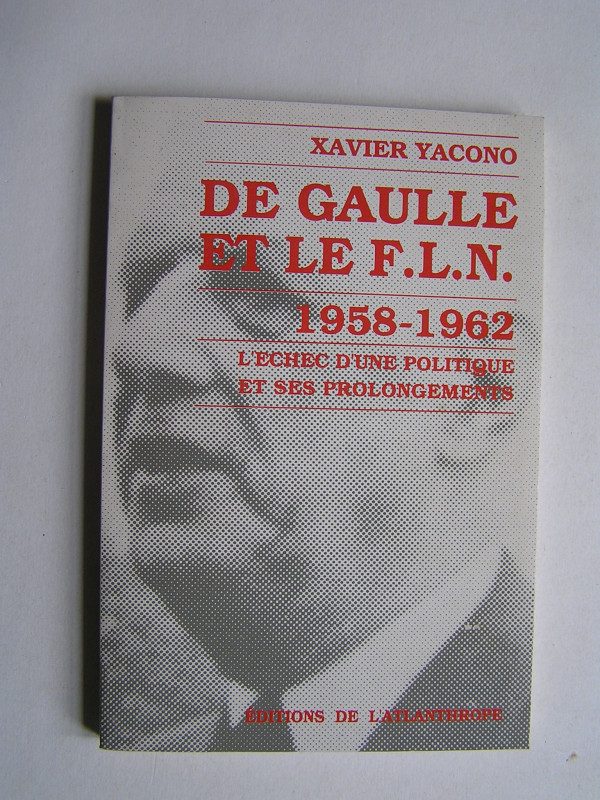 XAVIER YACONO
DE GAULLE
ET LE F.L.N.
1958-1962
L'ECHEC D'UNE POLITIQUE
ET SES PROLONGEMENTS
ÉDITIONS DE L'ATLANTHROPE